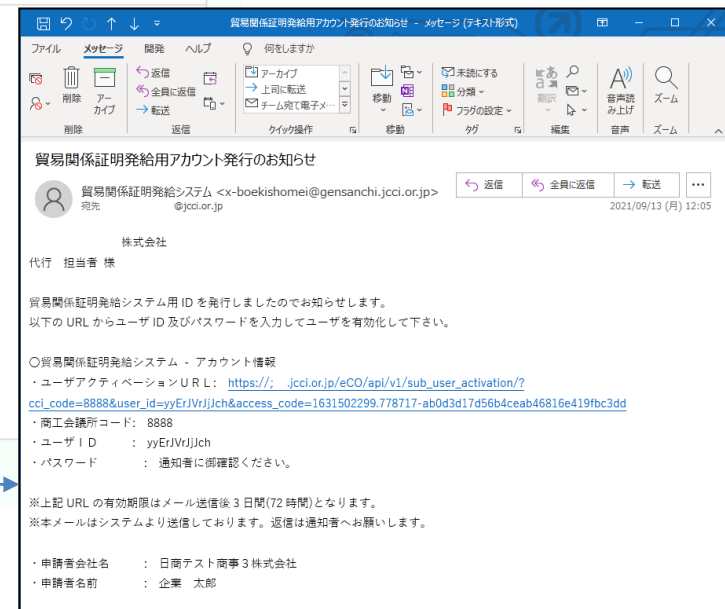 貿易関係証明発給用アカウント発行のお知らせ - メッセージ (テキスト形式)
ファイル メッセージ 開発 ヘルプ 何をしますか
削除 アーカイブ 返信 全員に返信 転送 アーカイブ 上司に転送 チーム宛て電子メ… 移動 未読にする 分類 フラグの設定 翻訳 音声読み上げ ズーム
削除 返信 クイック操作 移動 タグ 編集 音声 ズーム
貿易関係証明発給用アカウント発行のお知らせ
貿易関係証明発給システム <x-boekishomei@gensanchi.jcci.or.jp>
宛先 @jcci.or.jp
返信 全員に返信 転送 …
2021/09/13 (月) 12:05
株式会社
代行 担当者 様
貿易関係証明発給システム用 ID を発行しましたのでお知らせします。
以下の URL からユーザ ID 及びパスワードを入力してユーザを有効化して下さい。
〇貿易関係証明発給システム - アカウント情報
・ユーザアクティベーションＵＲＬ: https://; .jcci.or.jp/eCO/api/v1/sub_user_activation/?
cci_code=8888&user_id=yyErJVrJjJch&access_code=1631502299.778717-ab0d3d17d56b4ceab46816e419fbc3dd
・商工会議所コード: 8888
・ユーザＩＤ : yyErJVrJjJch
・パスワード : 通知者に御確認ください。
※上記 URL の有効期限はメール送信後 3 日間(72 時間)となります。
※本メールはシステムより送信しております。返信は通知者へお願いします。
・申請者会社名 : 日商テスト商事３株式会社
・申請者名前 : 企業 太郎